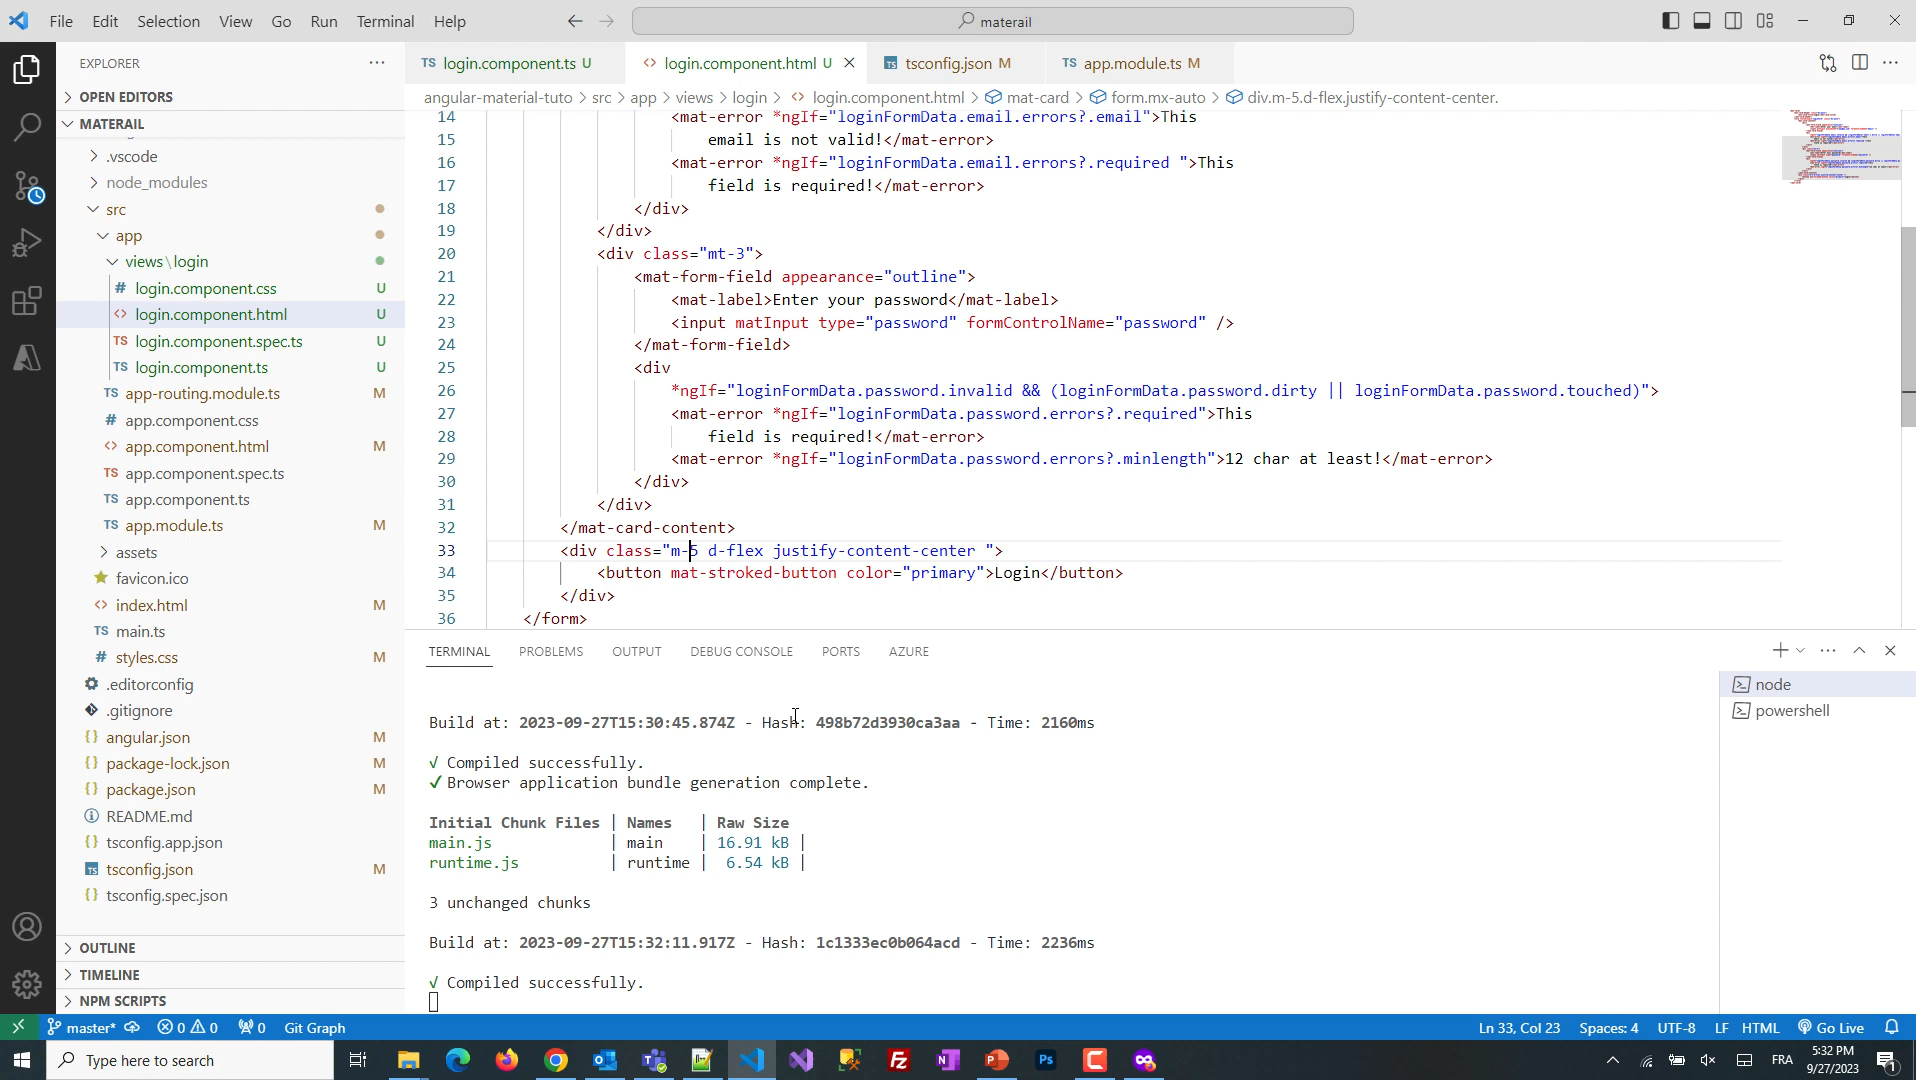 File Edit Selection View Go Run Terminal Help
materail
EXPLORER
OPEN EDITORS
MATERAIL
.vscode
node_modules
src
app
views\login
login.component.css U
login.component.html U
login.component.spec.ts U
login.component.ts U
app-routing.module.ts M
app.component.css
app.component.html M
app.component.spec.ts
app.component.ts
app.module.ts M
assets
favicon.ico
index.html M
main.ts
styles.css M
.editorconfig
.gitignore
angular.json M
package-lock.json M
package.json M
README.md
tsconfig.app.json
tsconfig.json M
tsconfig.spec.json
OUTLINE
TIMELINE
NPM SCRIPTS
login.component.ts U login.component.html U tsconfig.json M app.module.ts M
angular-material-tuto > src > app > views > login > login.component.html > mat-card > form.mx-auto > div.m-5.d-flex.justify-content-center.
14 <mat-error *ngIf="loginFormData.email.errors?.email">This
15 email is not valid!</mat-error>
16 <mat-error *ngIf="loginFormData.email.errors?.required ">This
17 field is required!</mat-error>
18 </div>
19 </div>
20 <div class="mt-3">
21 <mat-form-field appearance="outline">
22 <mat-label>Enter your password</mat-label>
23 <input matInput type="password" formControlName="password" />
24 </mat-form-field>
25 <div
26 *ngIf="loginFormData.password.invalid && (loginFormData.password.dirty || loginFormData.password.touched)">
27 <mat-error *ngIf="loginFormData.password.errors?.required">This
28 field is required!</mat-error>
29 <mat-error *ngIf="loginFormData.password.errors?.minlength">12 char at least!</mat-error>
30 </div>
31 </div>
32 </mat-card-content>
33 <div class="m-5 d-flex justify-content-center ">
34 <button mat-stroked-button color="primary">Login</button>
35 </div>
36 </form>
TERMINAL PROBLEMS OUTPUT DEBUG CONSOLE PORTS AZURE
node
powershell
Build at: 2023-09-27T15:30:45.874Z - Hash: 498b72d3930ca3aa - Time: 2160ms
√ Compiled successfully.
✔ Browser application bundle generation complete.
Initial Chunk Files | Names | Raw Size
main.js | main | 16.91 kB |
runtime.js | runtime | 6.54 kB |
3 unchanged chunks
Build at: 2023-09-27T15:32:11.917Z - Hash: 1c1333ec0b064acd - Time: 2236ms
√ Compiled successfully.
master* 0 0 0 Git Graph Ln 33, Col 23 Spaces: 4 UTF-8 LF HTML Go Live
Type here to search
FRA
5:32 PM
9/27/2023
1